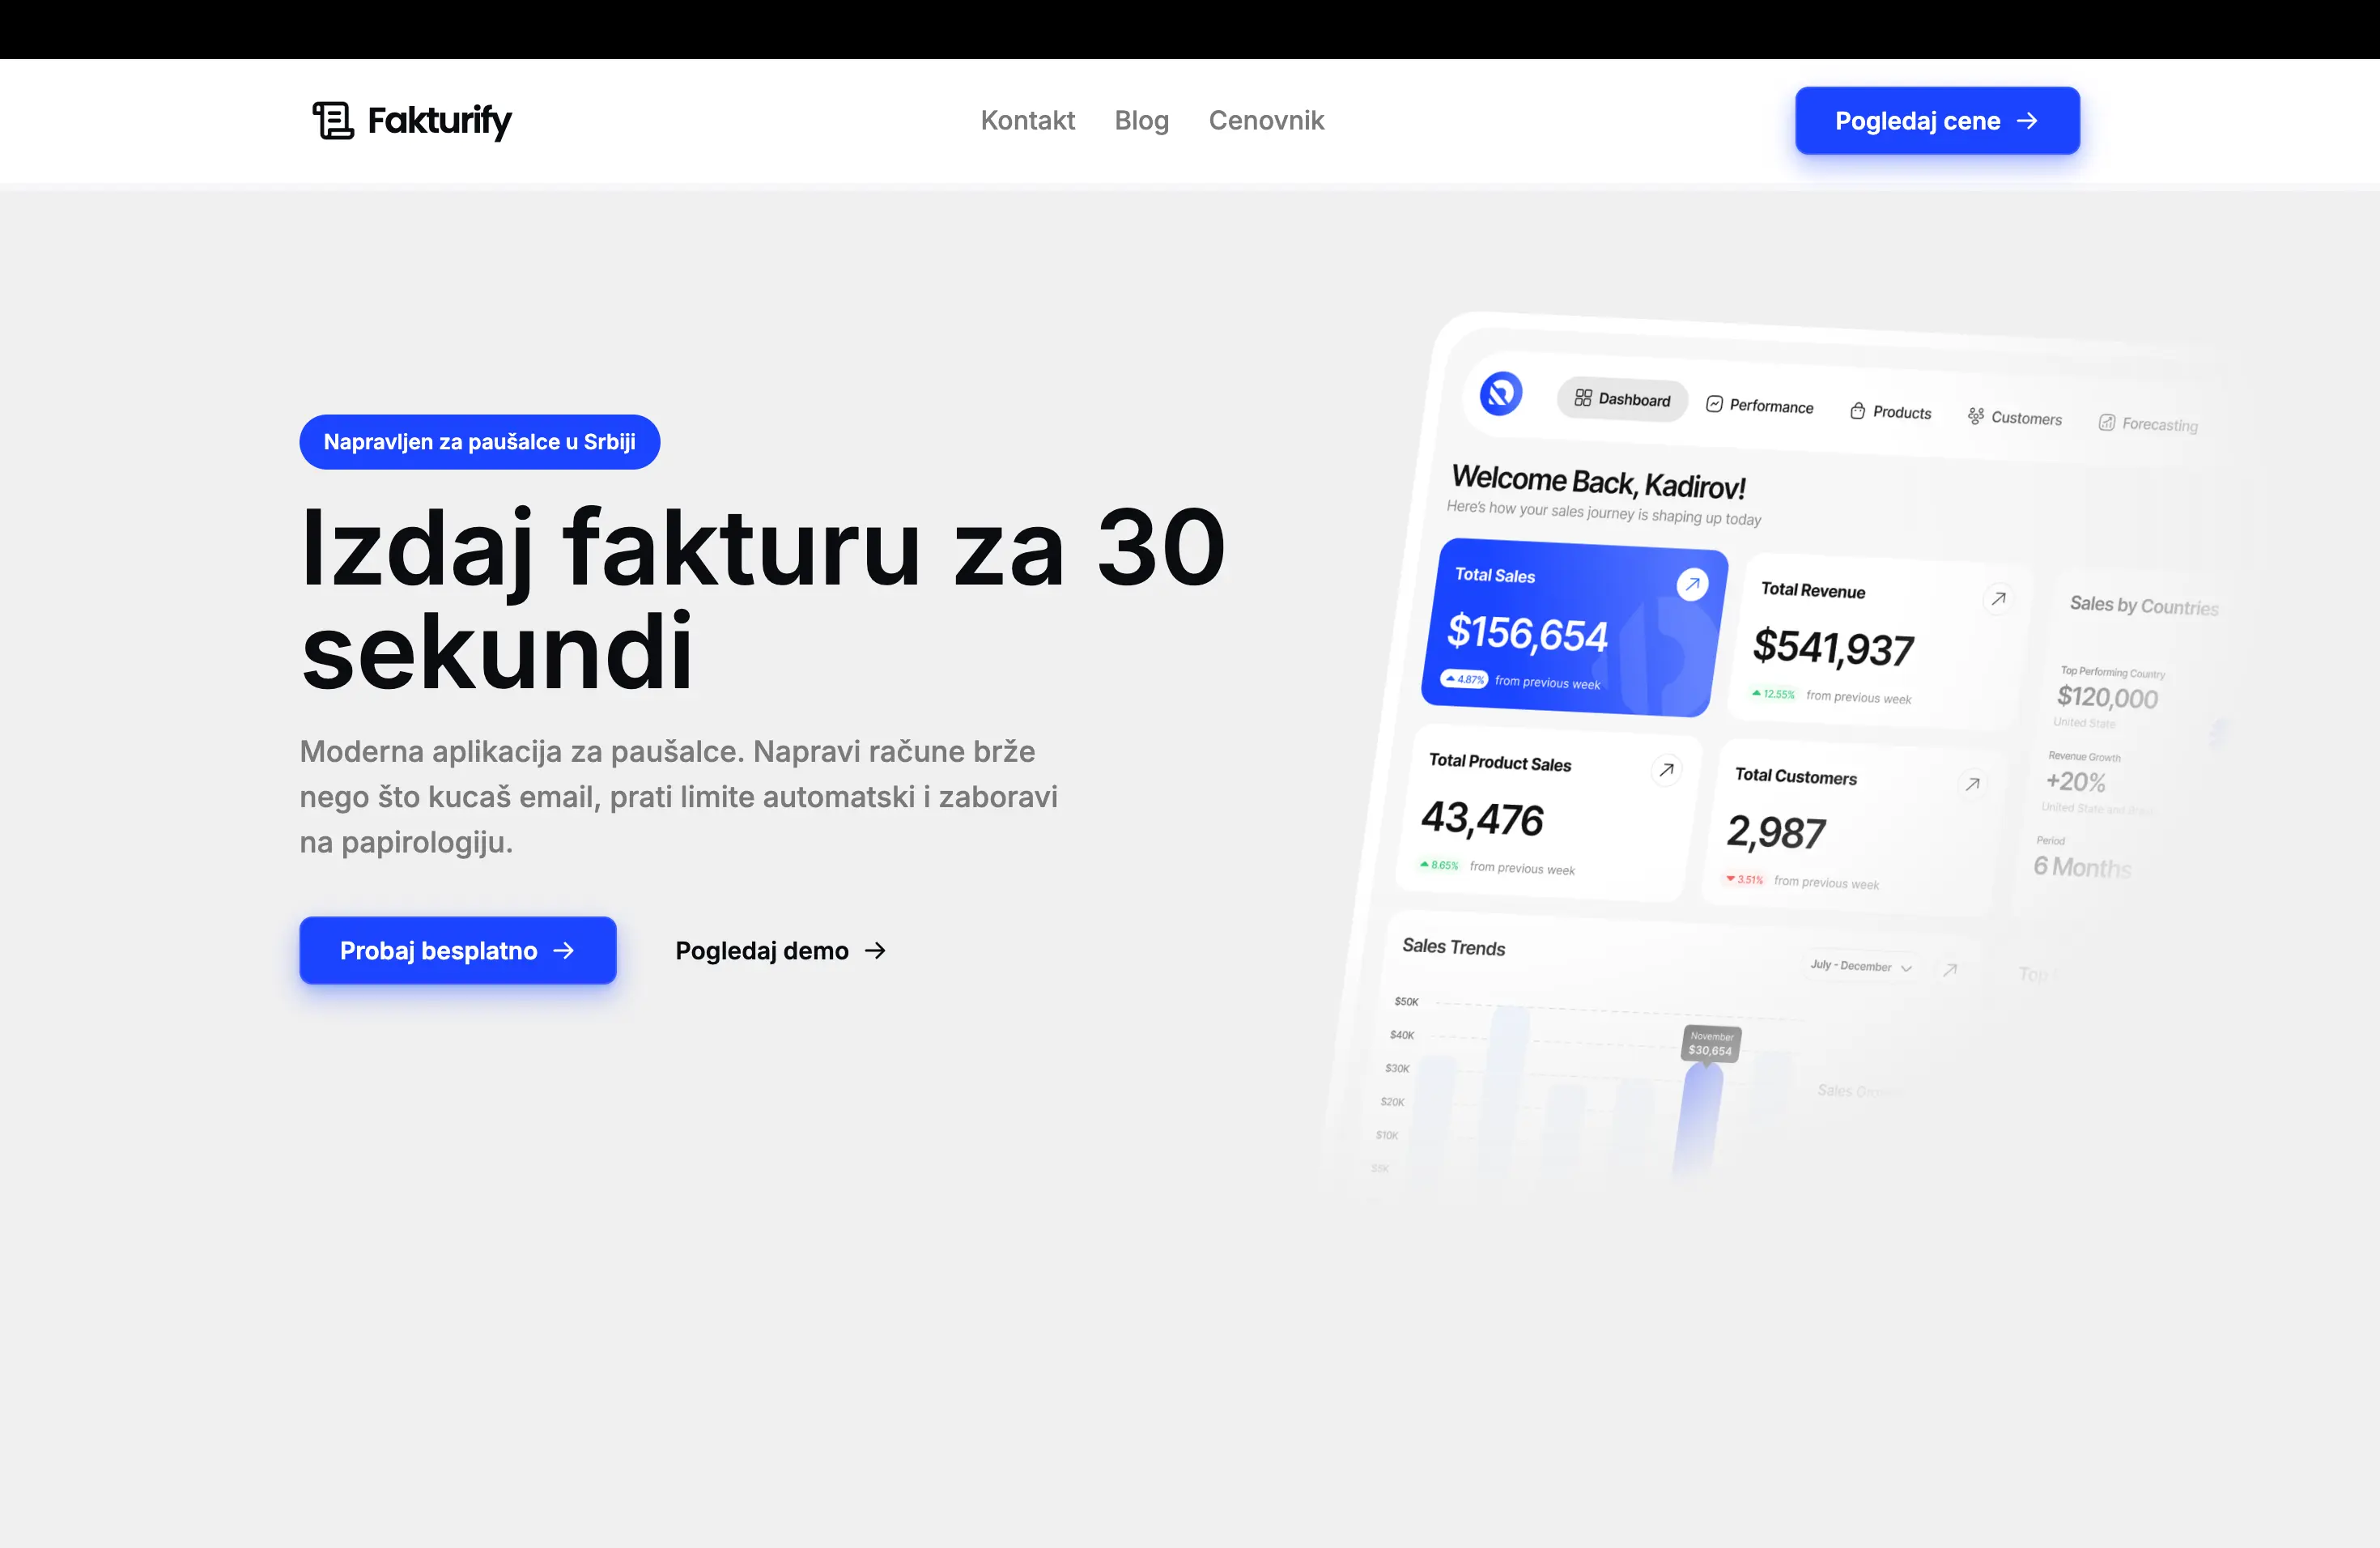 Fakturify
Kontakt
Blog
Cenovnik
Pogledaj cene
Napravljen za paušalce u Srbiji
Izdaj fakturu za 30
sekundi
Moderna aplikacija za paušalce. Napravi račune brže
nego što kucaš email, prati limite automatski i zaboravi
na papirologiju.
Probaj besplatno
Pogledaj demo
Dashboard
Performance
Products
Customers
Forecasting
Welcome Back, Kadirov!
Here's how your sales journey is shaping up today
Total Sales
$156,654
4.87% from previous week
Total Revenue
$541,937
12.55% from previous week
Total Product Sales
43,476
8.65% from previous week
Total Customers
2,987
3.51% from previous week
Sales by Countries
Top Performing Country
$120,000
United State
Revenue Growth
+20%
United State and
Period
6 Months
Sales Trends
July - December
$50K
$40K
$30K
$20K
$10K
November
$30,654
Top
Sales